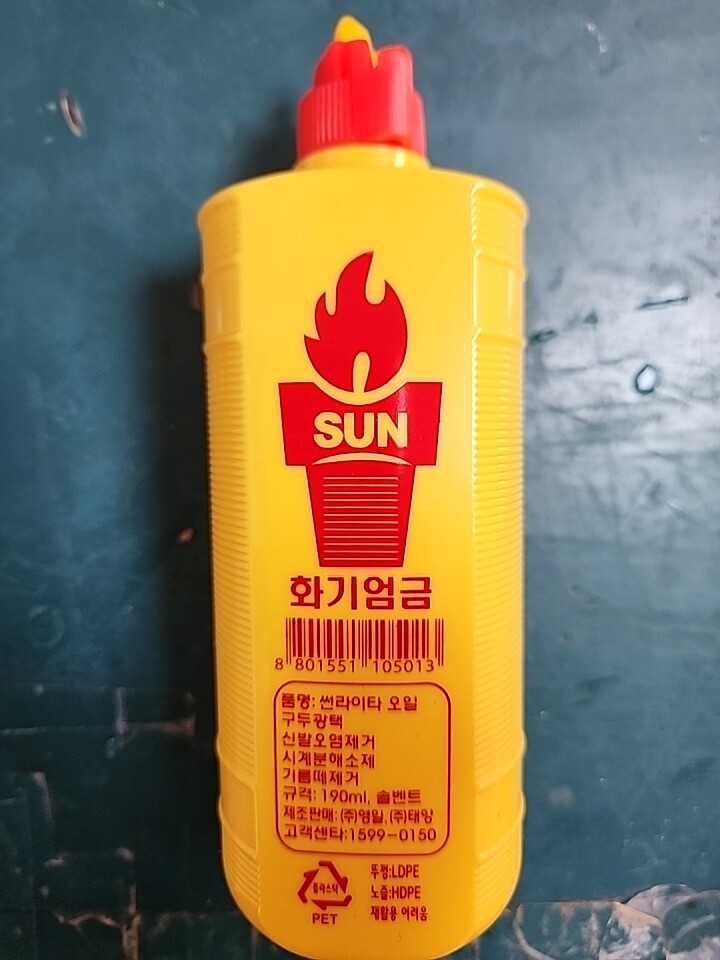 SUN
화기엄금
8 801551 105013
품명: 썬라이타 오일
구두광택
신발오염제거
시계분해소제
기름떼제거
규격: 190ml, 솔벤트
제조판매: (주)영일, (주)태양
고객센타:1599-0150
플라스틱
PET
뚜껑:LDPE
노즐:HDPE
재활용 어려움